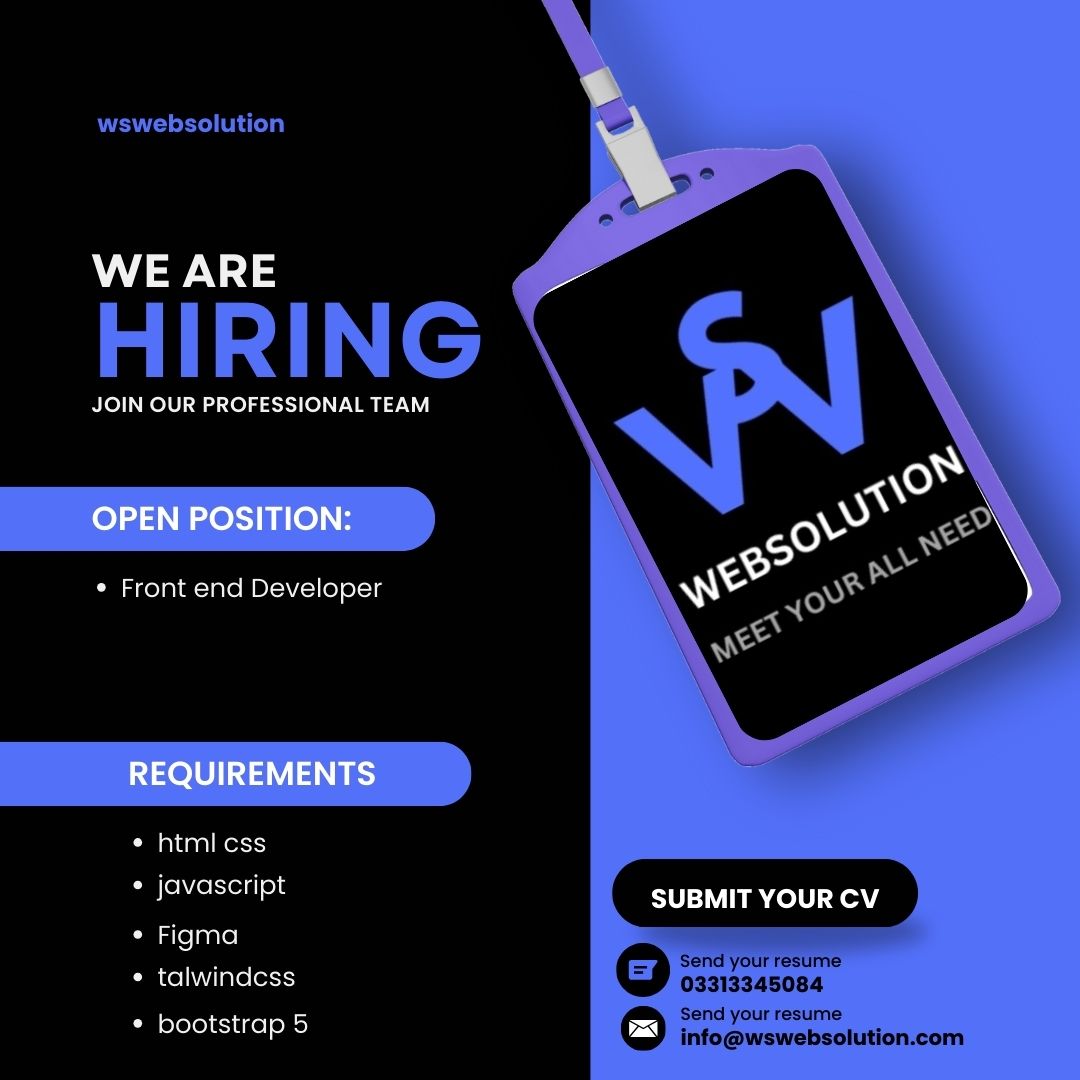 wswebsolution
WE ARE
HIRING
JOIN OUR PROFESSIONAL TEAM
OPEN POSITION:
• Front end Developer
REQUIREMENTS
• html css
• javascript
• Figma
• talwindcss
• bootstrap 5
WS
WEBSOLUTION
MEET YOUR ALL NEED
SUBMIT YOUR CV
Send your resume
03313345084
Send your resume
info@wswebsolution.com